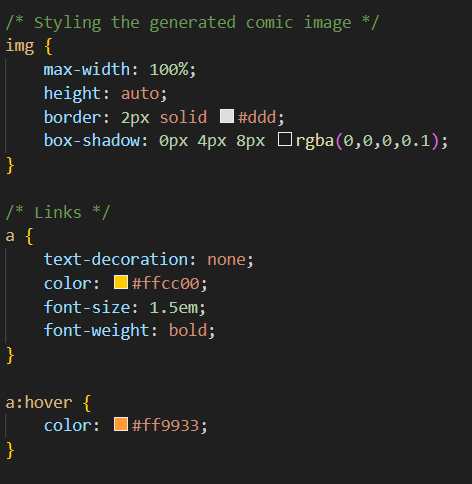 /* Styling the generated comic image */
img {
    max-width: 100%;
    height: auto;
    border: 2px solid #ddd;
    box-shadow: 0px 4px 8px rgba(0,0,0,0.1);
}

/* Links */
a {
    text-decoration: none;
    color: #ffcc00;
    font-size: 1.5em;
    font-weight: bold;
}

a:hover {
    color: #ff9933;
}